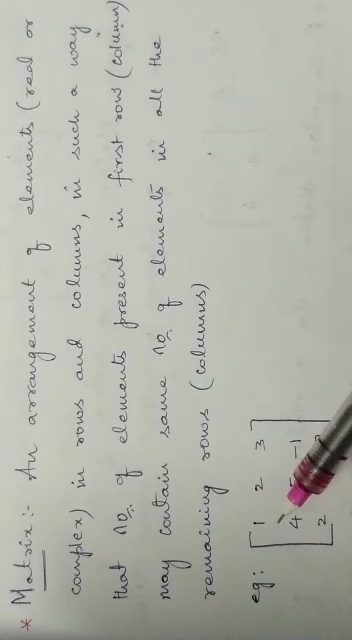 * Matrix :- An arrangement of elements (real or
complex) in rows and columns, in such a way
that no. of elements present in first row (column)
may contain same no. of elements in all the
remaining rows (columns)
eg: [ 1 2 3
4 -1
2